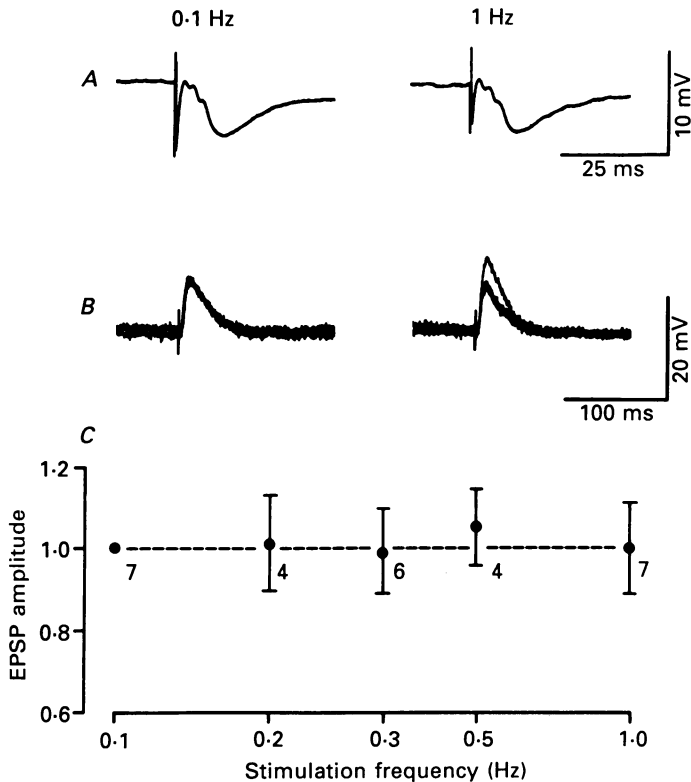 0·1 Hz 1 Hz
A
10 mV
25 ms
B
20 mV
100 ms
C
EPSP amplitude
1·2
1·0
0·8
0·6
7 4 6 4 7
0·1 0·2 0·3 0·5 1·0
Stimulation frequency (Hz)